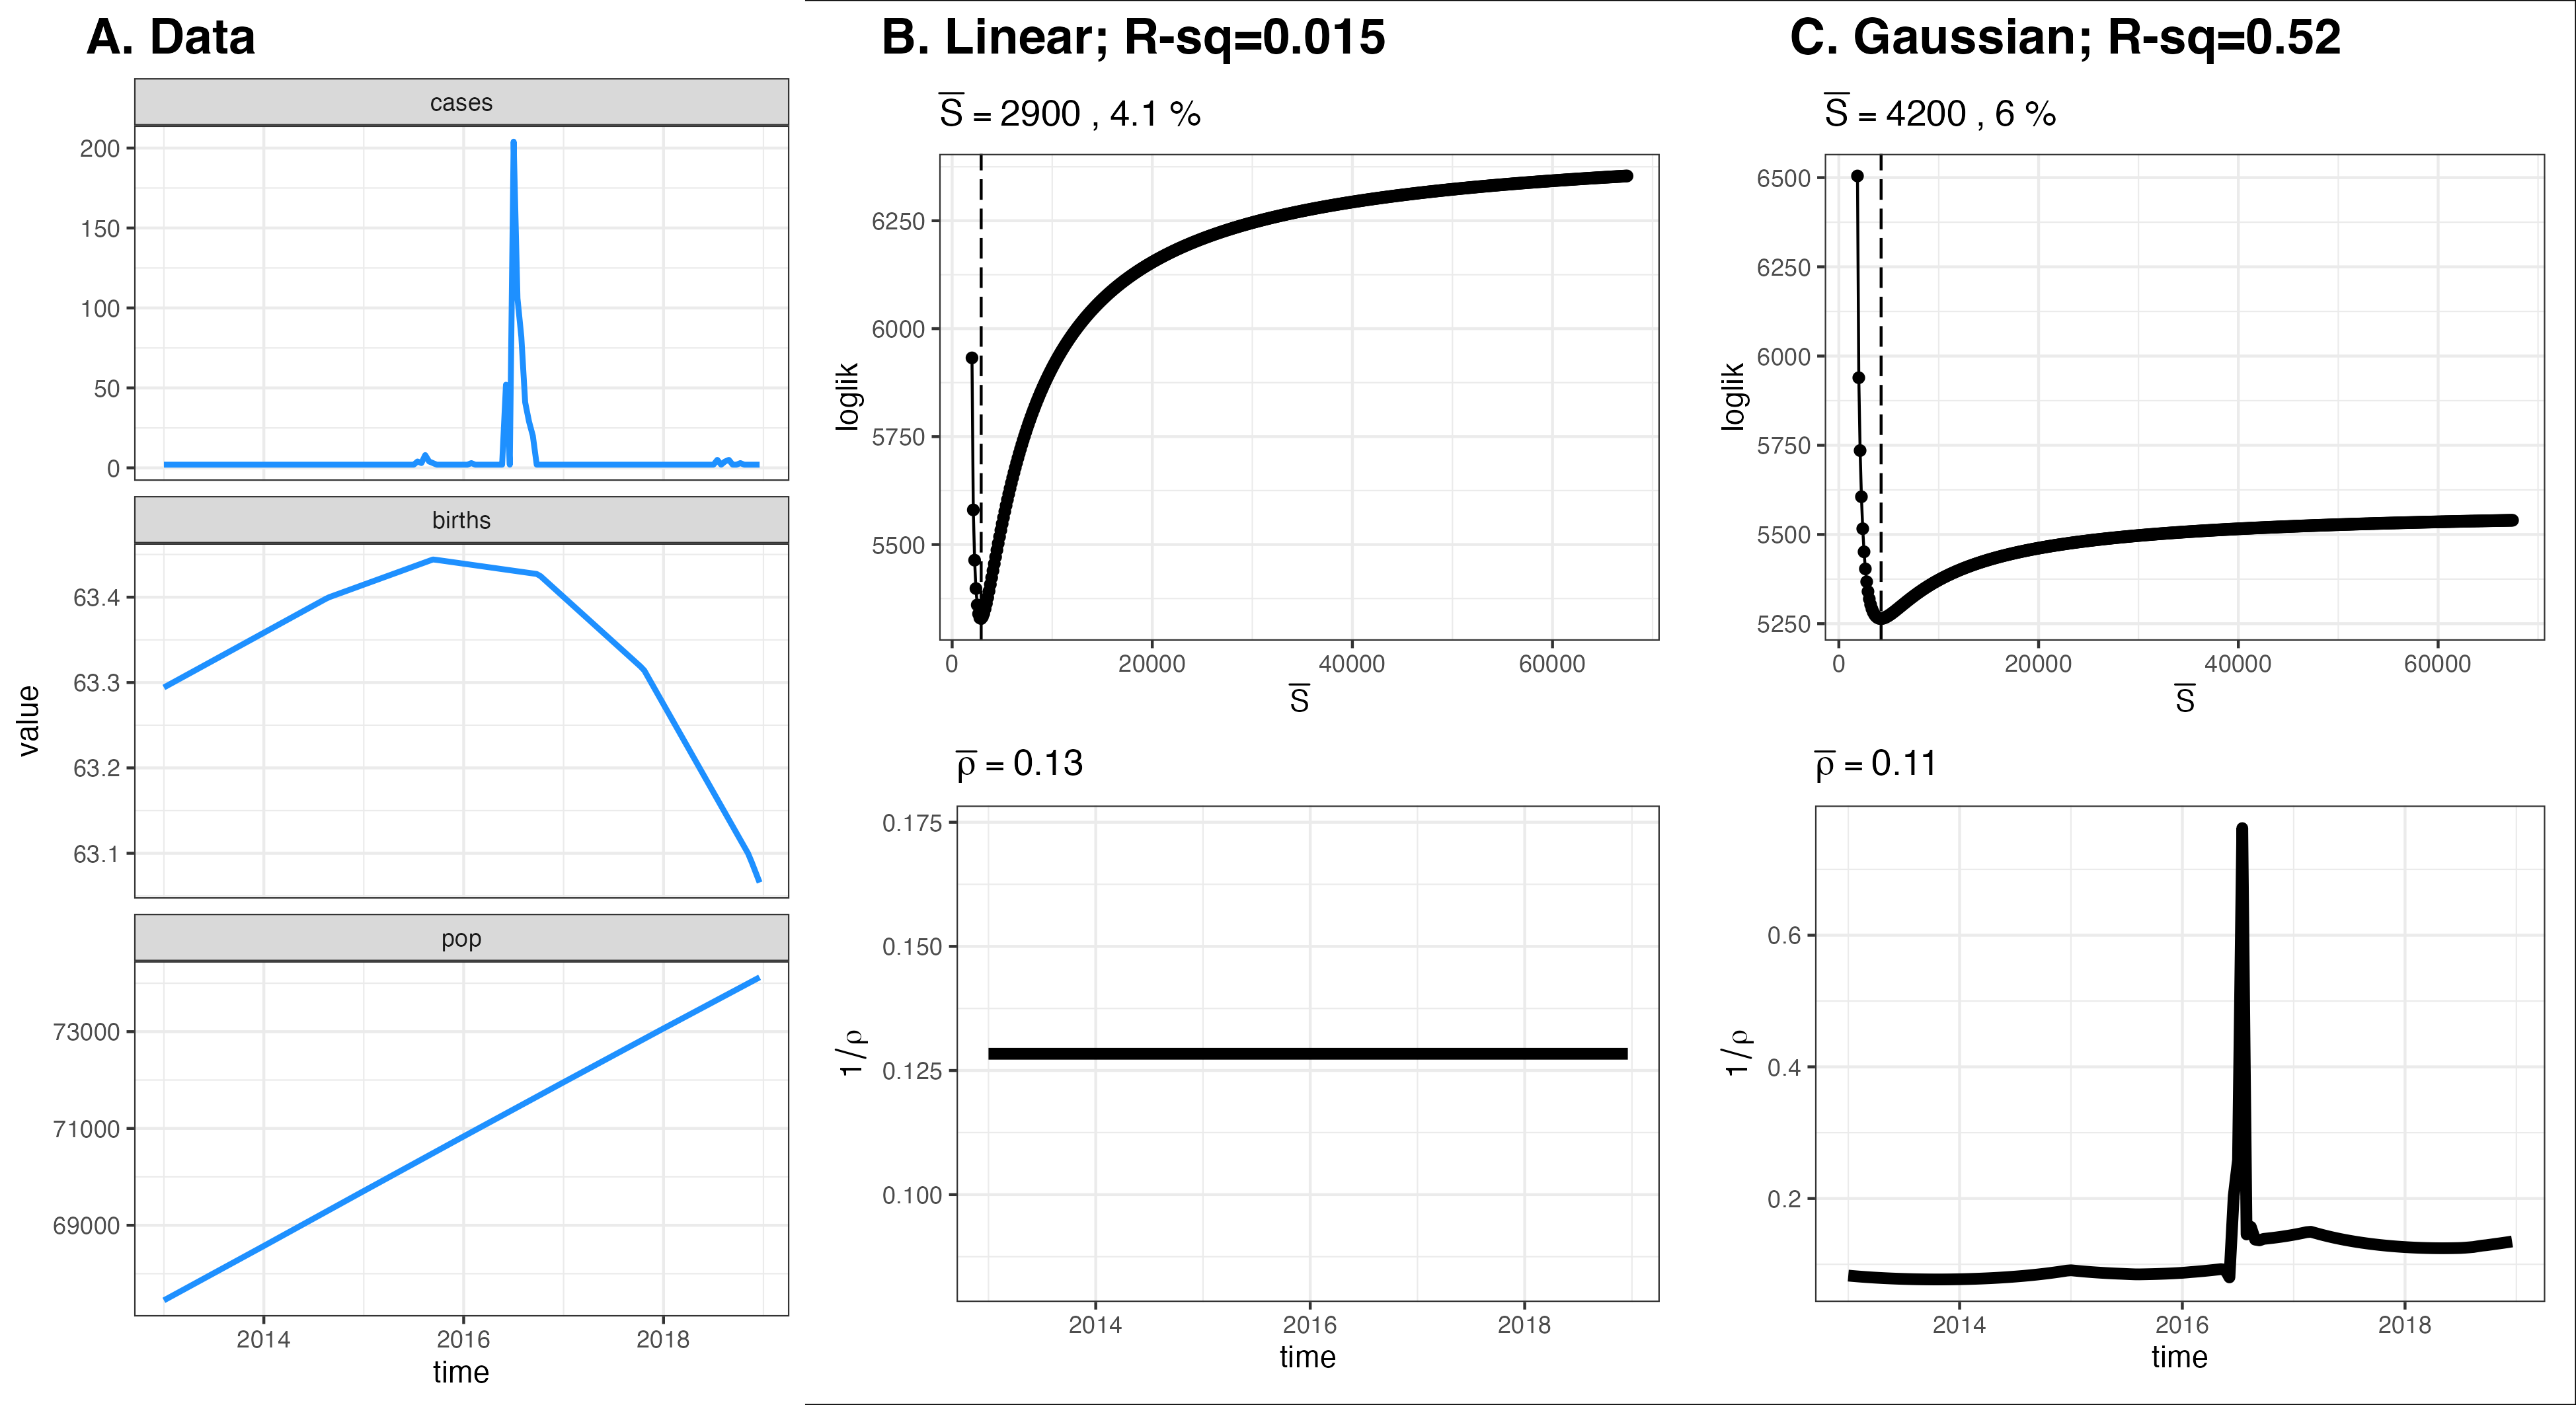 A. Data
cases
200
150
100
50
0
births
63.4
63.3
63.2
63.1
pop
73000
71000
69000
2014 2016 2018
time
value
B. Linear; R-sq=0.015
S̅ = 2900 , 4.1 %
6250
6000
5750
5500
loglik
0 20000 40000 60000
S̅
ρ̅ = 0.13
0.175
0.150
0.125
0.100
1/ρ
2014 2016 2018
time
C. Gaussian; R-sq=0.52
S̅ = 4200 , 6 %
6500
6250
6000
5750
5500
5250
loglik
0 20000 40000 60000
S̅
ρ̅ = 0.11
0.6
0.4
0.2
1/ρ
2014 2016 2018
time